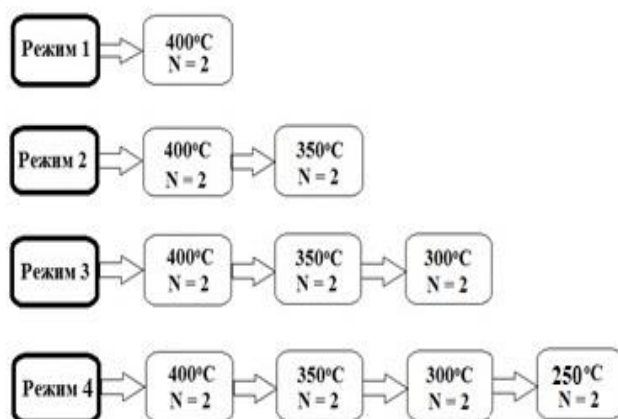 Режим 1
400°C
N = 2
Режим 2
400°C
N = 2
350°C
N = 2
Режим 3
400°C
N = 2
350°C
N = 2
300°C
N = 2
Режим 4
400°C
N = 2
350°C
N = 2
300°C
N = 2
250°C
N = 2